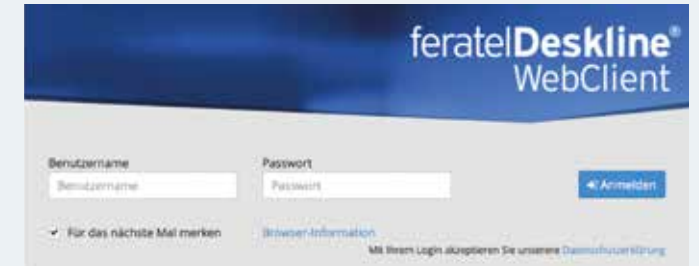 feratelDeskline®
WebClient
Benutzername
Passwort
Benutzername
Passwort
Anmelden
✔ Für das nächste Mal merken
Browser-Information
Mit Ihrem Login akzeptieren Sie unserere Datenschutzerklärung